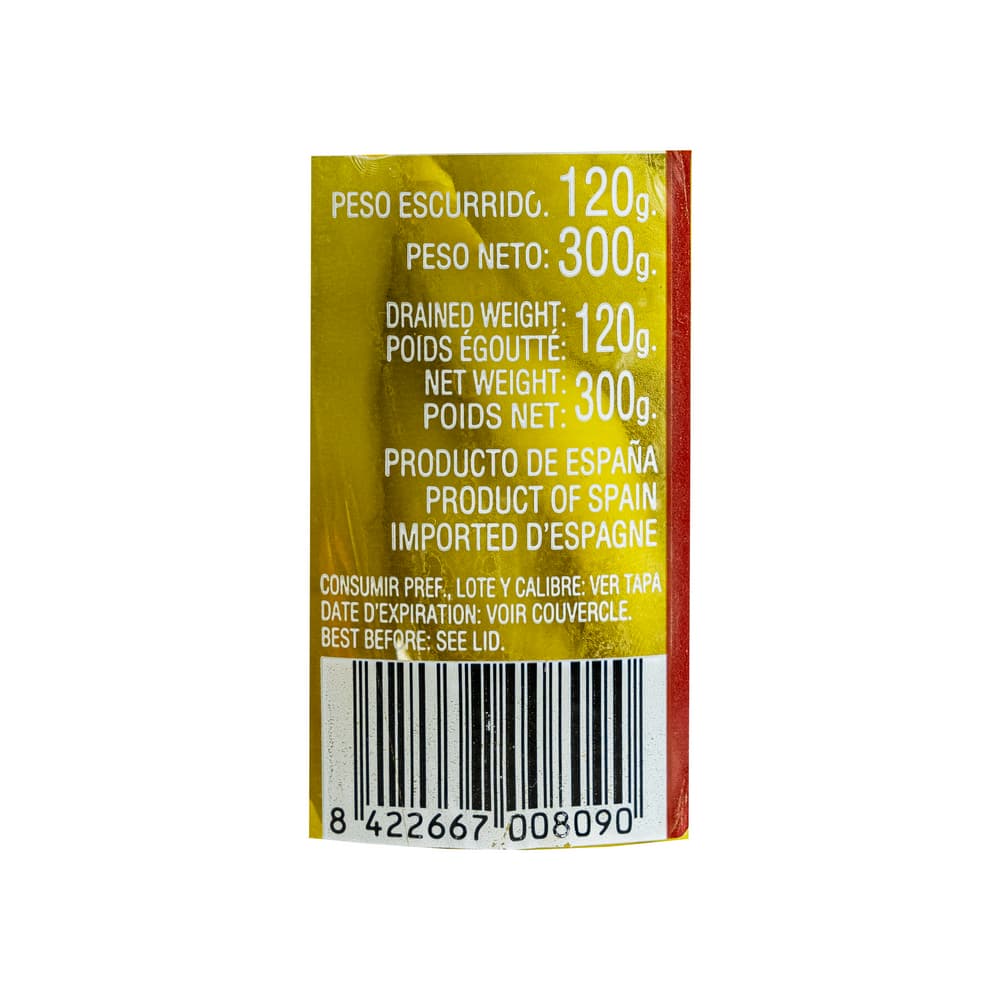 PESO ESCURRIDO. 120g.
PESO NETO: 300g.
DRAINED WEIGHT:
POIDS ÉGOUTTÉ: 120g.
NET WEIGHT:
POIDS NET: 300g.
PRODUCTO DE ESPAÑA
PRODUCT OF SPAIN
IMPORTED D'ESPAGNE
CONSUMIR PREF., LOTE Y CALIBRE: VER TAPA
DATE D'EXPIRATION: VOIR COUVERCLE.
BEST BEFORE: SEE LID.
8 422667 008090